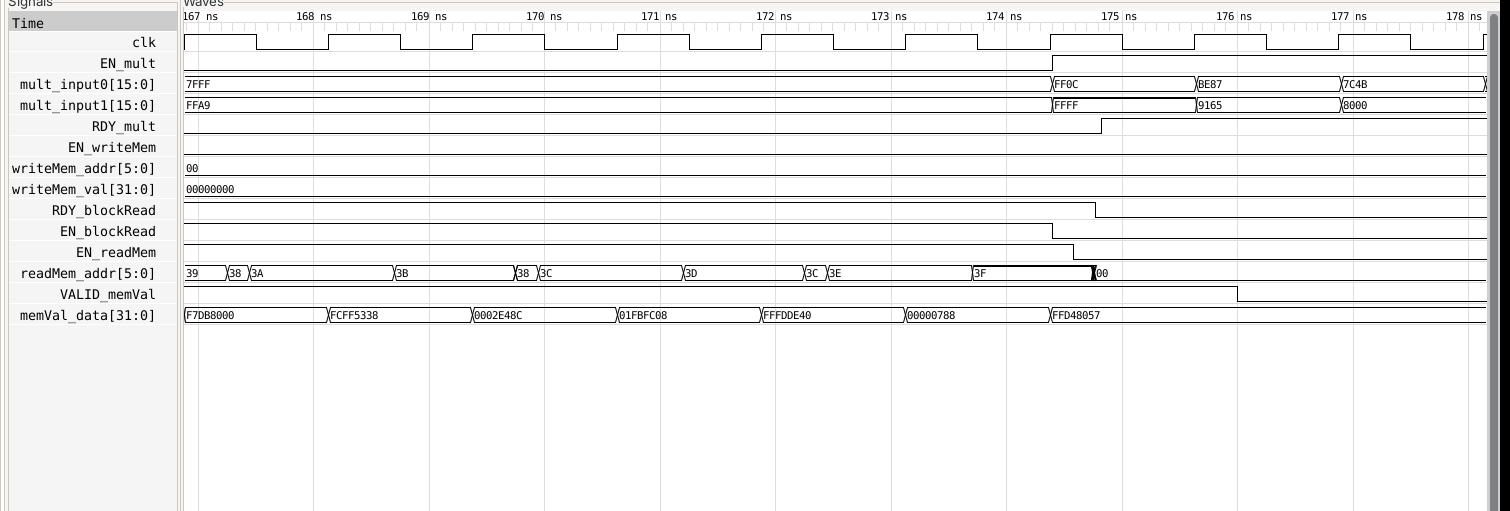 Signals
Waves
Time
167 ns 168 ns 169 ns 170 ns 171 ns 172 ns 173 ns 174 ns 175 ns 176 ns 177 ns 178 ns
clk
EN_mult
mult_input0[15:0] 7FFF FF0C BE87 7C4B
mult_input1[15:0] FFA9 FFFF 9165 8000
RDY_mult
EN_writeMem
writeMem_addr[5:0] 00
writeMem_val[31:0] 00000000
RDY_blockRead
EN_blockRead
EN_readMem
readMem_addr[5:0] 39 38 3A 3B 38 3C 3D 3C 3E 3F 00
VALID_memVal
memVal_data[31:0] F7DB8000 FCFF5338 0002E48C 01FBFC08 FFFDDE40 00000788 FFD48057